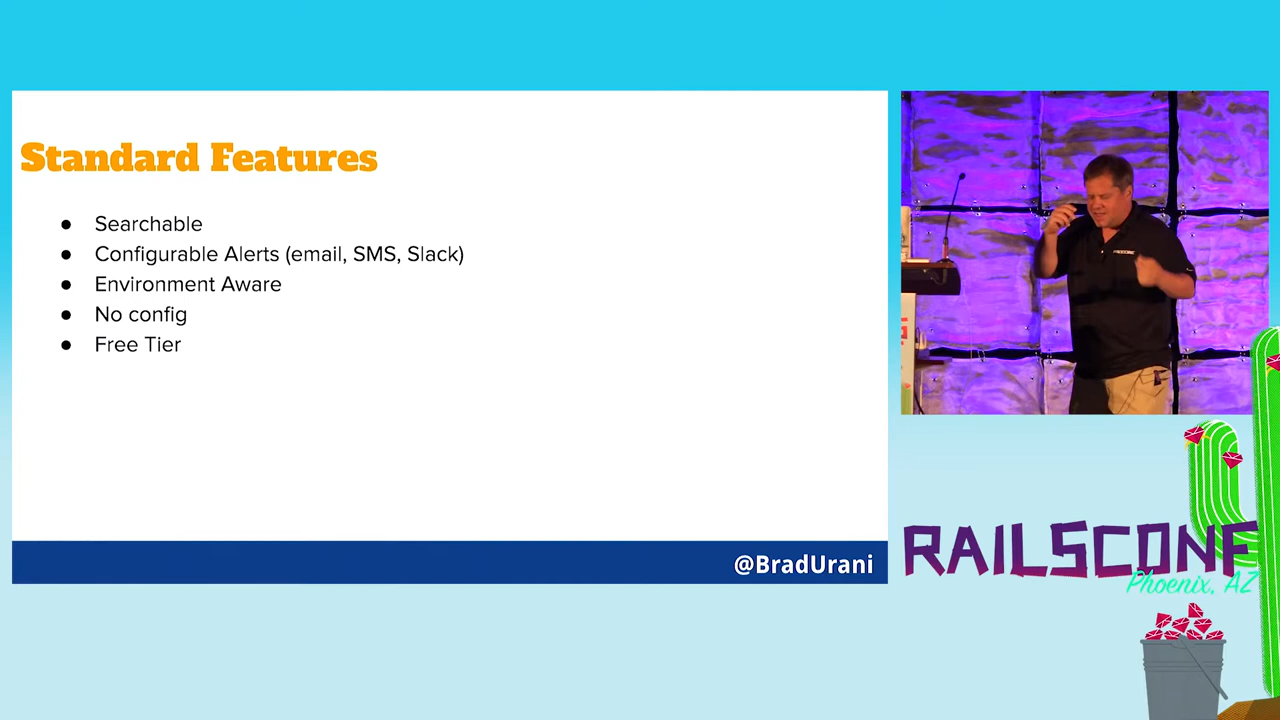 Standard Features
● Searchable
● Configurable Alerts (email, SMS, Slack)
● Environment Aware
● No config
● Free Tier
@BradUrani
RAILSCONF
Phoenix, AZ